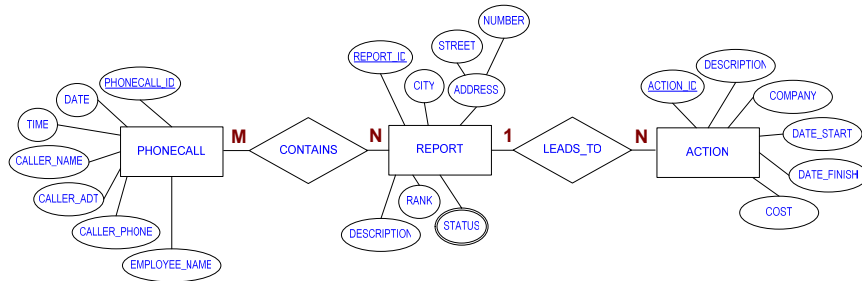 NUMBER
STREET
REPORT_ID
DESCRIPTION
PHONECALL_ID
CITY
ADDRESS
ACTION_ID
COMPANY
DATE
TIME
M
N
1
N
DATE_START
PHONECALL
CONTAINS
REPORT
LEADS_TO
ACTION
CALLER_NAME
DATE_FINISH
CALLER_ADT
RANK
COST
CALLER_PHONE
DESCRIPTION
STATUS
EMPLOYEE_NAME